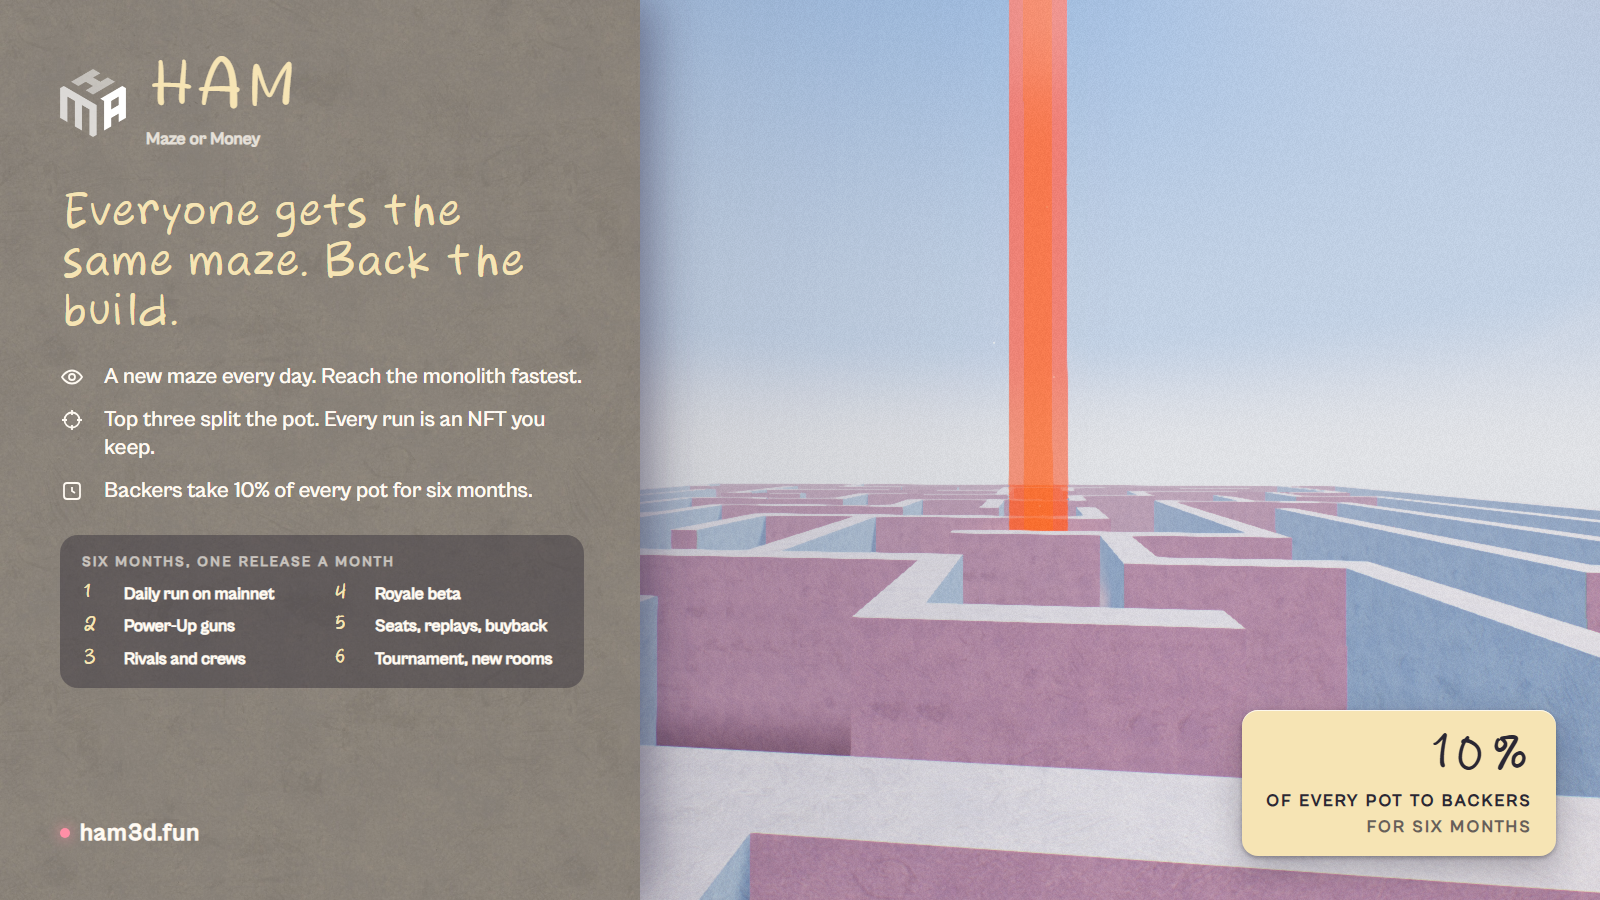 HAM
HAM
Maze or Money
Everyone gets the
same maze. Back the
build.
A new maze every day. Reach the monolith fastest.
Top three split the pot. Every run is an NFT you
keep.
Backers take 10% of every pot for six months.
SIX MONTHS, ONE RELEASE A MONTH
1 Daily run on mainnet
2 Power-Up guns
3 Rivals and crews
4 Royale beta
5 Seats, replays, buyback
6 Tournament, new rooms
ham3d.fun
10%
OF EVERY POT TO BACKERS
FOR SIX MONTHS